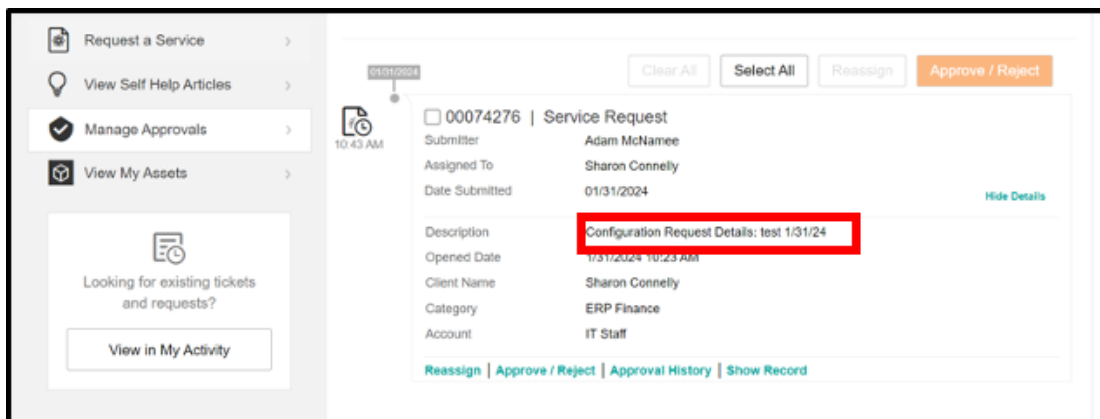 Request a Service
View Self Help Articles
Manage Approvals
View My Assets
Looking for existing tickets
and requests?
View in My Activity
Clear All
Select All
Reassign
Approve / Reject
01/31/2024
10:43 AM
00074276 | Service Request
Submitter Adam McNamee
Assigned To Sharon Connelly
Date Submitted 01/31/2024
Hide Details
Description Configuration Request Details: test 1/31/24
Opened Date 1/31/2024 10:23 AM
Client Name Sharon Connelly
Category ERP Finance
Account IT Staff
Reassign | Approve / Reject | Approval History | Show Record